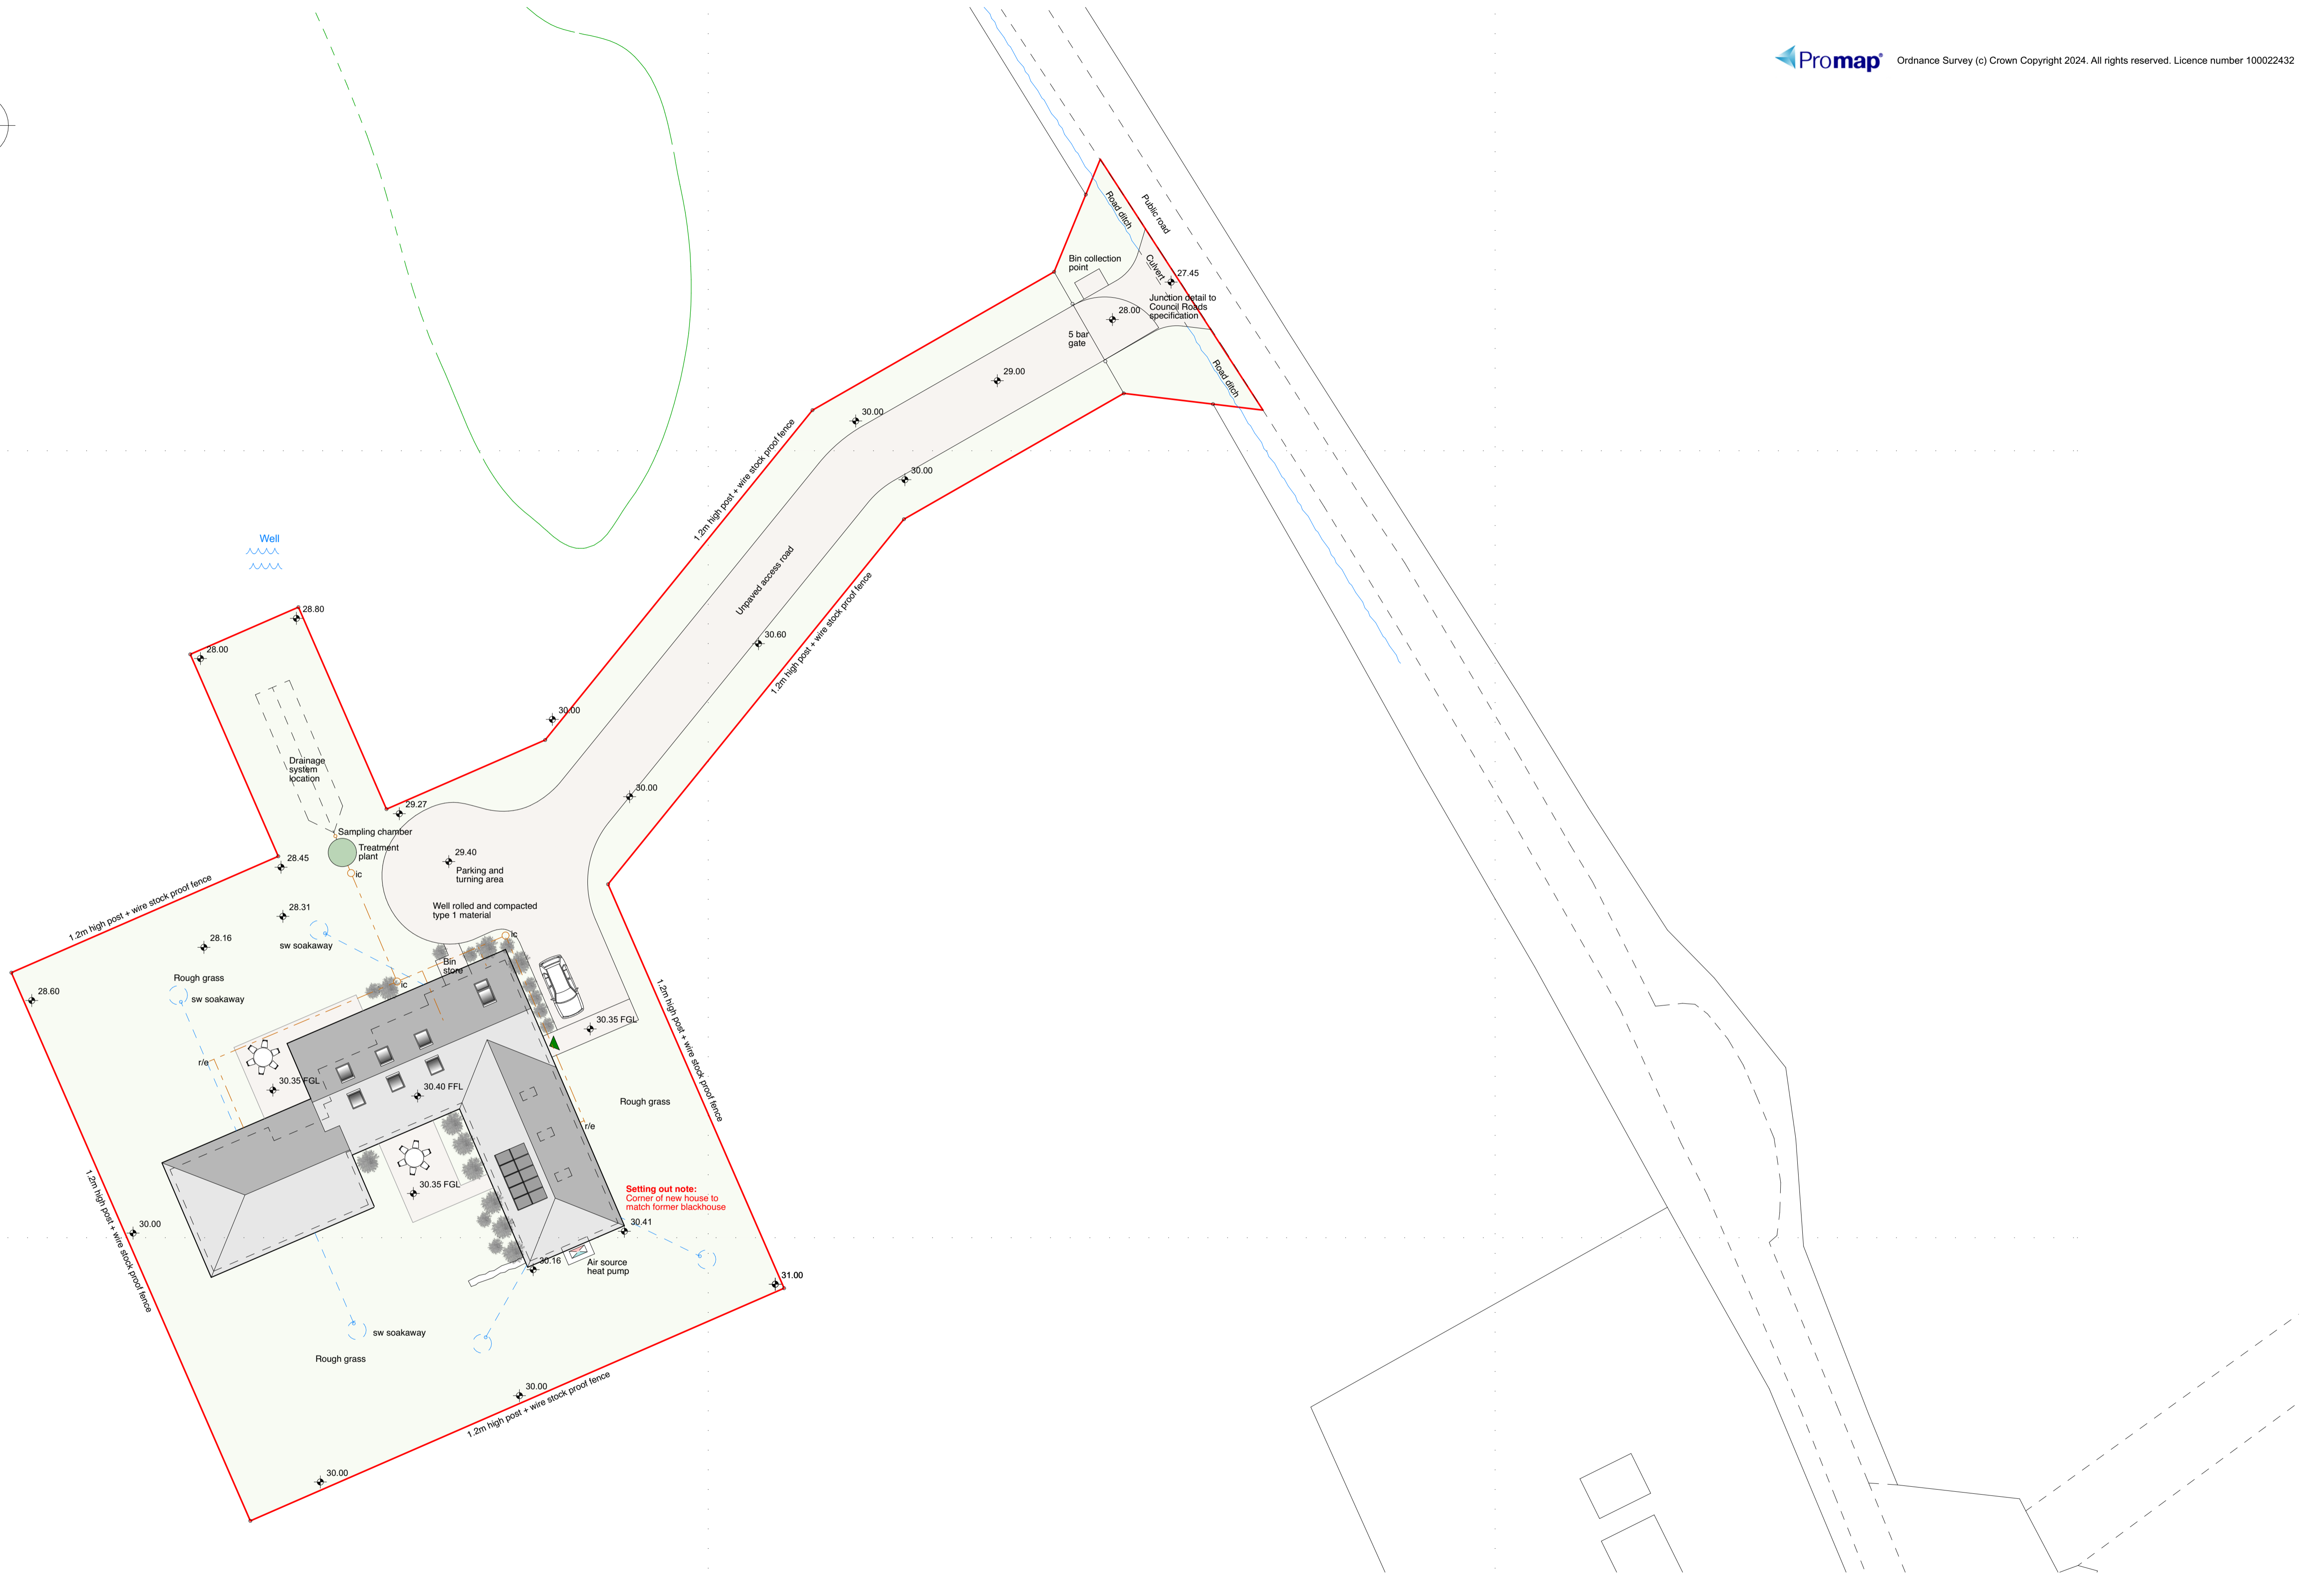 Promap®
Ordnance Survey (c) Crown Copyright 2024. All rights reserved. Licence number 100022432
Public road
Road ditch
Bin collection
point
Culvert
27.45
Junction detail to
Council Roads
specification
28.00
5 bar
gate
Road ditch
29.00
30.00
1.2m high post + wire stock proof fence
30.00
Unpaved access road
Well
1.2m high post + wire stock proof fence
28.80
30.60
28.00
30.00
Drainage
system
location
30.00
29.27
Sampling chamber
Treatment
plant
29.40
28.45
Parking and
turning area
ic
1.2m high post + wire stock proof fence
28.31
Well rolled and compacted
type 1 material
28.16
sw soakaway
ic
Bin
store
Rough grass
ic
28.60
sw soakaway
1.2m high post + wire stock proof fence
30.35 FGL
r/e
30.35 FGL
30.40 FFL
Rough grass
r/e
30.35 FGL
Setting out note:
Corner of new house to
match former blackhouse
30.00
30.41
1.2m high post + wire stock proof fence
30.16
Air source
heat pump
31.00
sw soakaway
Rough grass
30.00
1.2m high post + wire stock proof fence
30.00